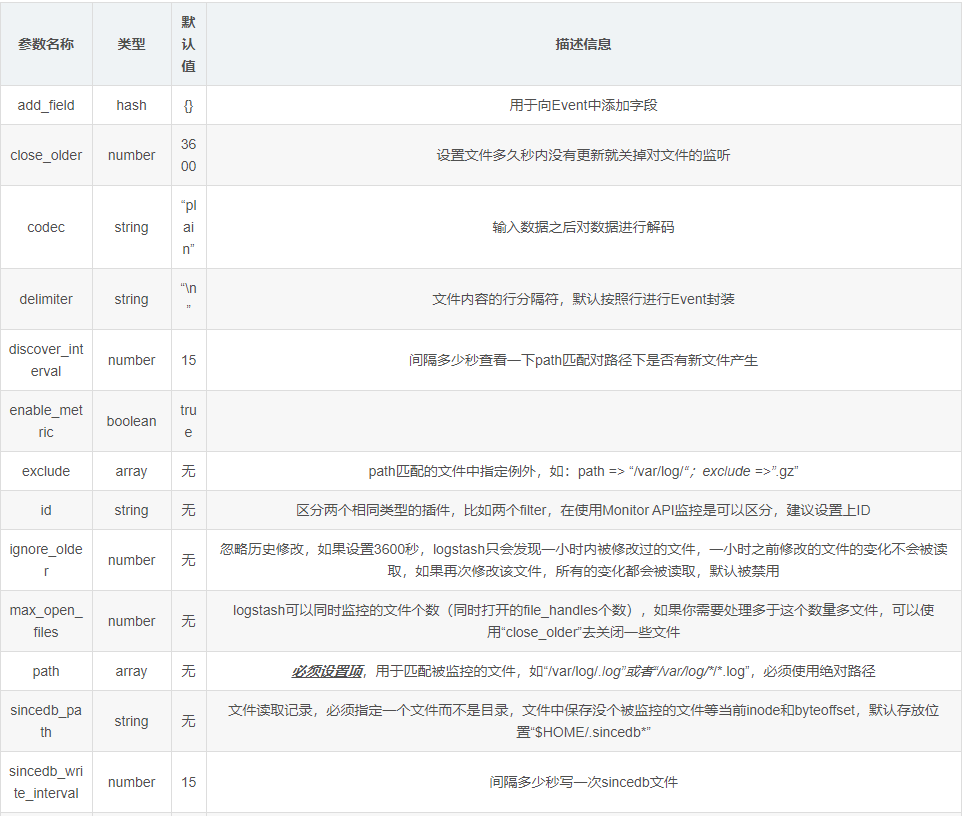 参数名称 类型 默认值 描述信息
add_field hash {} 用于向Event中添加字段
close_older number 3600 设置文件多久秒内没有更新就关掉对文件的监听
codec string “plain” 输入数据之后对数据进行解码
delimiter string “\n” 文件内容的行分隔符，默认按照行进行Event封装
discover_interval number 15 间隔多少秒查看一下path匹配对路径下是否有新文件产生
enable_metric boolean true
exclude array 无 path匹配的文件中指定例外，如：path => “/var/log/“；exclude =>”.gz”
id string 无 区分两个相同类型的插件，比如两个filter，在使用Monitor API监控是可以区分，建议设置上ID
ignore_older number 无 忽略历史修改，如果设置3600秒，logstash只会发现一小时内被修改过的文件，一小时之前修改的文件的变化不会被读
取，如果再次修改该文件，所有的变化都会被读取，默认被禁用
max_open_files number 无 logstash可以同时监控的文件个数（同时打开的file_handles个数），如果你需要处理多于这个数量多文件，可以使
用“close_older”去关闭一些文件
path array 无 必须设置项，用于匹配被监控的文件，如“/var/log/.log”或者“/var/log/*/*.log”，必须使用绝对路径
sincedb_path string 无 文件读取记录，必须指定一个文件而不是目录，文件中保存没个被监控的文件等当前inode和byteoffset，默认存放位
置“$HOME/.sincedb*”
sincedb_write_interval number 15 间隔多少秒写一次sincedb文件